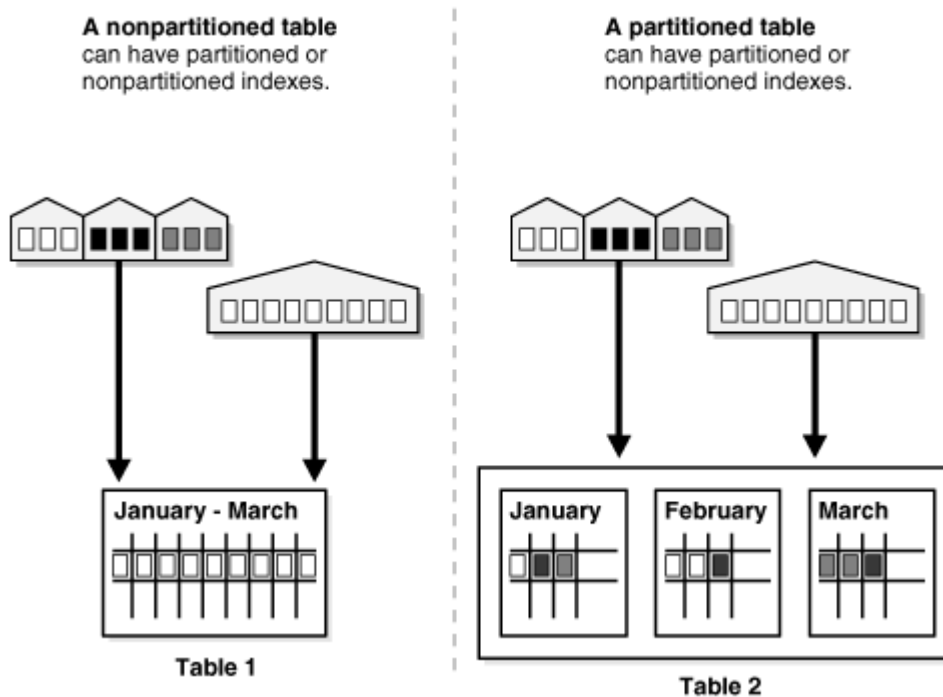 A nonpartitioned table
can have partitioned or
nonpartitioned indexes.
A partitioned table
can have partitioned or
nonpartitioned indexes.
January - March
Table 1
January
February
March
Table 2